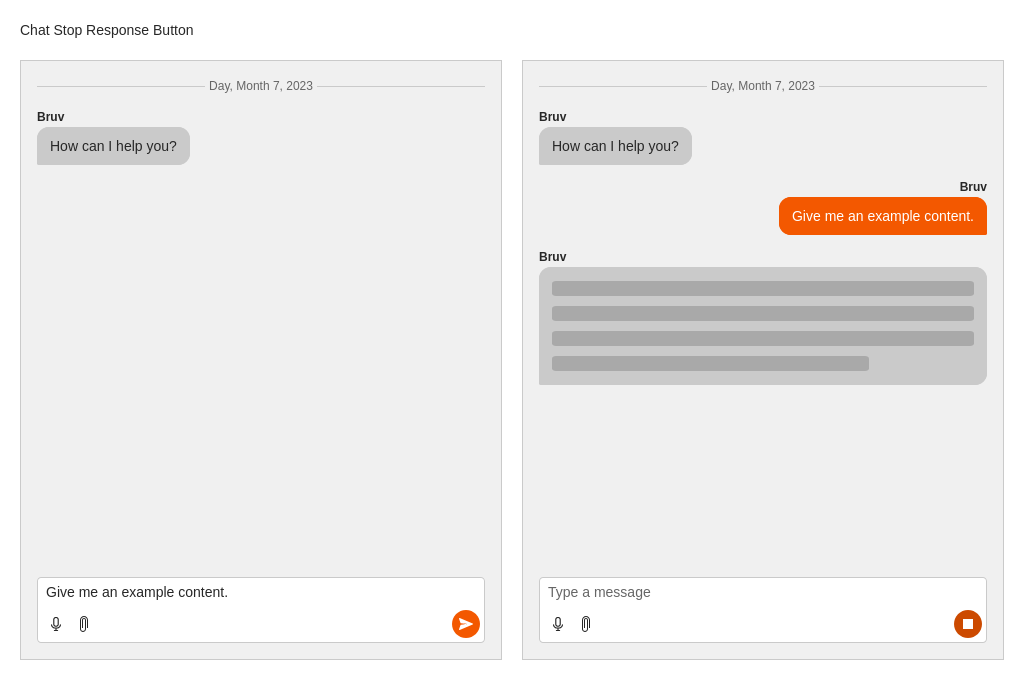 Chat Stop Response Button
Day, Month 7, 2023
Bruv
How can I help you?
Give me an example content.
Day, Month 7, 2023
Bruv
How can I help you?
Bruv
Give me an example content.
Bruv
Type a message